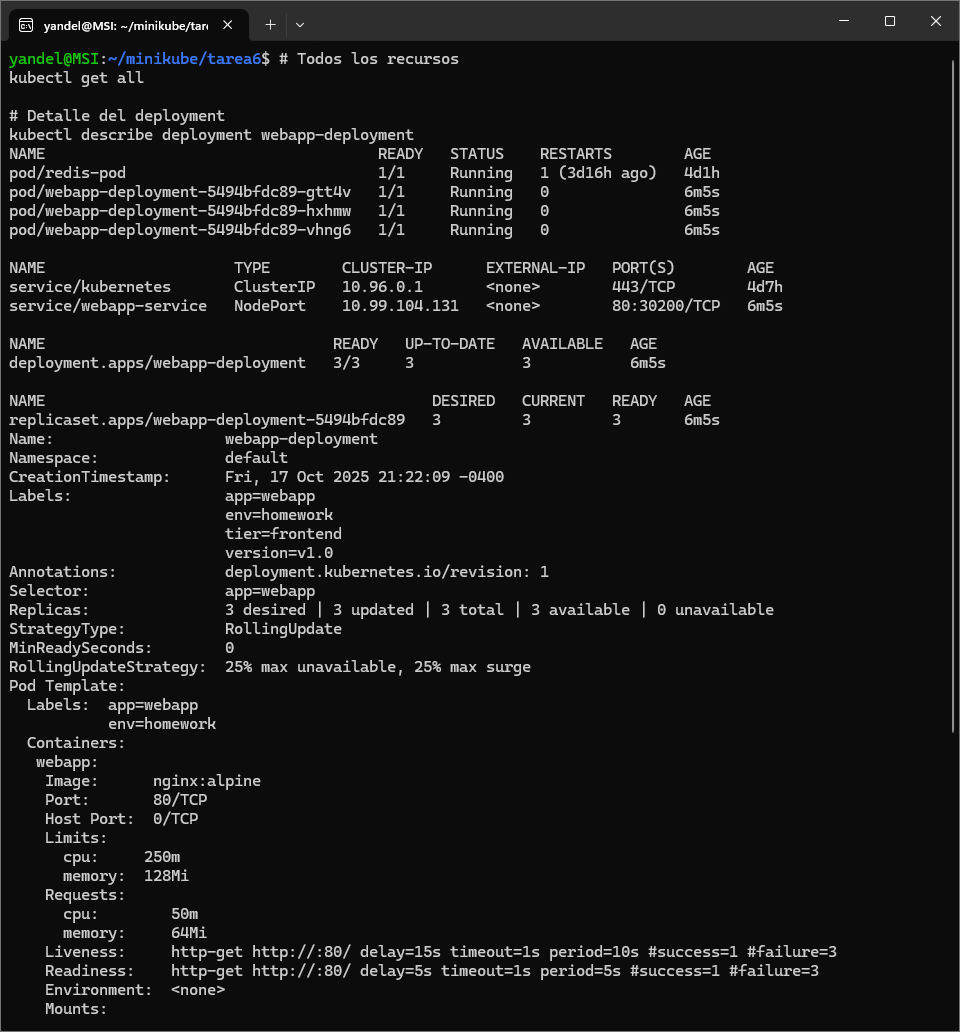 yandel@MSI: ~/minikube/tar
yandel@MSI:~/minikube/tarea6$ # Todos los recursos
kubectl get all
# Detalle del deployment
kubectl describe deployment webapp-deployment
NAME READY STATUS RESTARTS AGE
pod/redis-pod 1/1 Running 1 (3d16h ago) 4d1h
pod/webapp-deployment-5494bfdc89-gtt4v 1/1 Running 0 6m5s
pod/webapp-deployment-5494bfdc89-hxhmw 1/1 Running 0 6m5s
pod/webapp-deployment-5494bfdc89-vhng6 1/1 Running 0 6m5s
NAME TYPE CLUSTER-IP EXTERNAL-IP PORT(S) AGE
service/kubernetes ClusterIP 10.96.0.1 <none> 443/TCP 4d7h
service/webapp-service NodePort 10.99.104.131 <none> 80:30200/TCP 6m5s
NAME READY UP-TO-DATE AVAILABLE AGE
deployment.apps/webapp-deployment 3/3 3 3 6m5s
NAME DESIRED CURRENT READY AGE
replicaset.apps/webapp-deployment-5494bfdc89 3 3 3 6m5s
Name: webapp-deployment
Namespace: default
CreationTimestamp: Fri, 17 Oct 2025 21:22:09 -0400
Labels: app=webapp
env=homework
tier=frontend
version=v1.0
Annotations: deployment.kubernetes.io/revision: 1
Selector: app=webapp
Replicas: 3 desired | 3 updated | 3 total | 3 available | 0 unavailable
StrategyType: RollingUpdate
MinReadySeconds: 0
RollingUpdateStrategy: 25% max unavailable, 25% max surge
Pod Template:
Labels: app=webapp
env=homework
Containers:
webapp:
Image: nginx:alpine
Port: 80/TCP
Host Port: 0/TCP
Limits:
cpu: 250m
memory: 128Mi
Requests:
cpu: 50m
memory: 64Mi
Liveness: http-get http://:80/ delay=15s timeout=1s period=10s #success=1 #failure=3
Readiness: http-get http://:80/ delay=5s timeout=1s period=5s #success=1 #failure=3
Environment: <none>
Mounts: